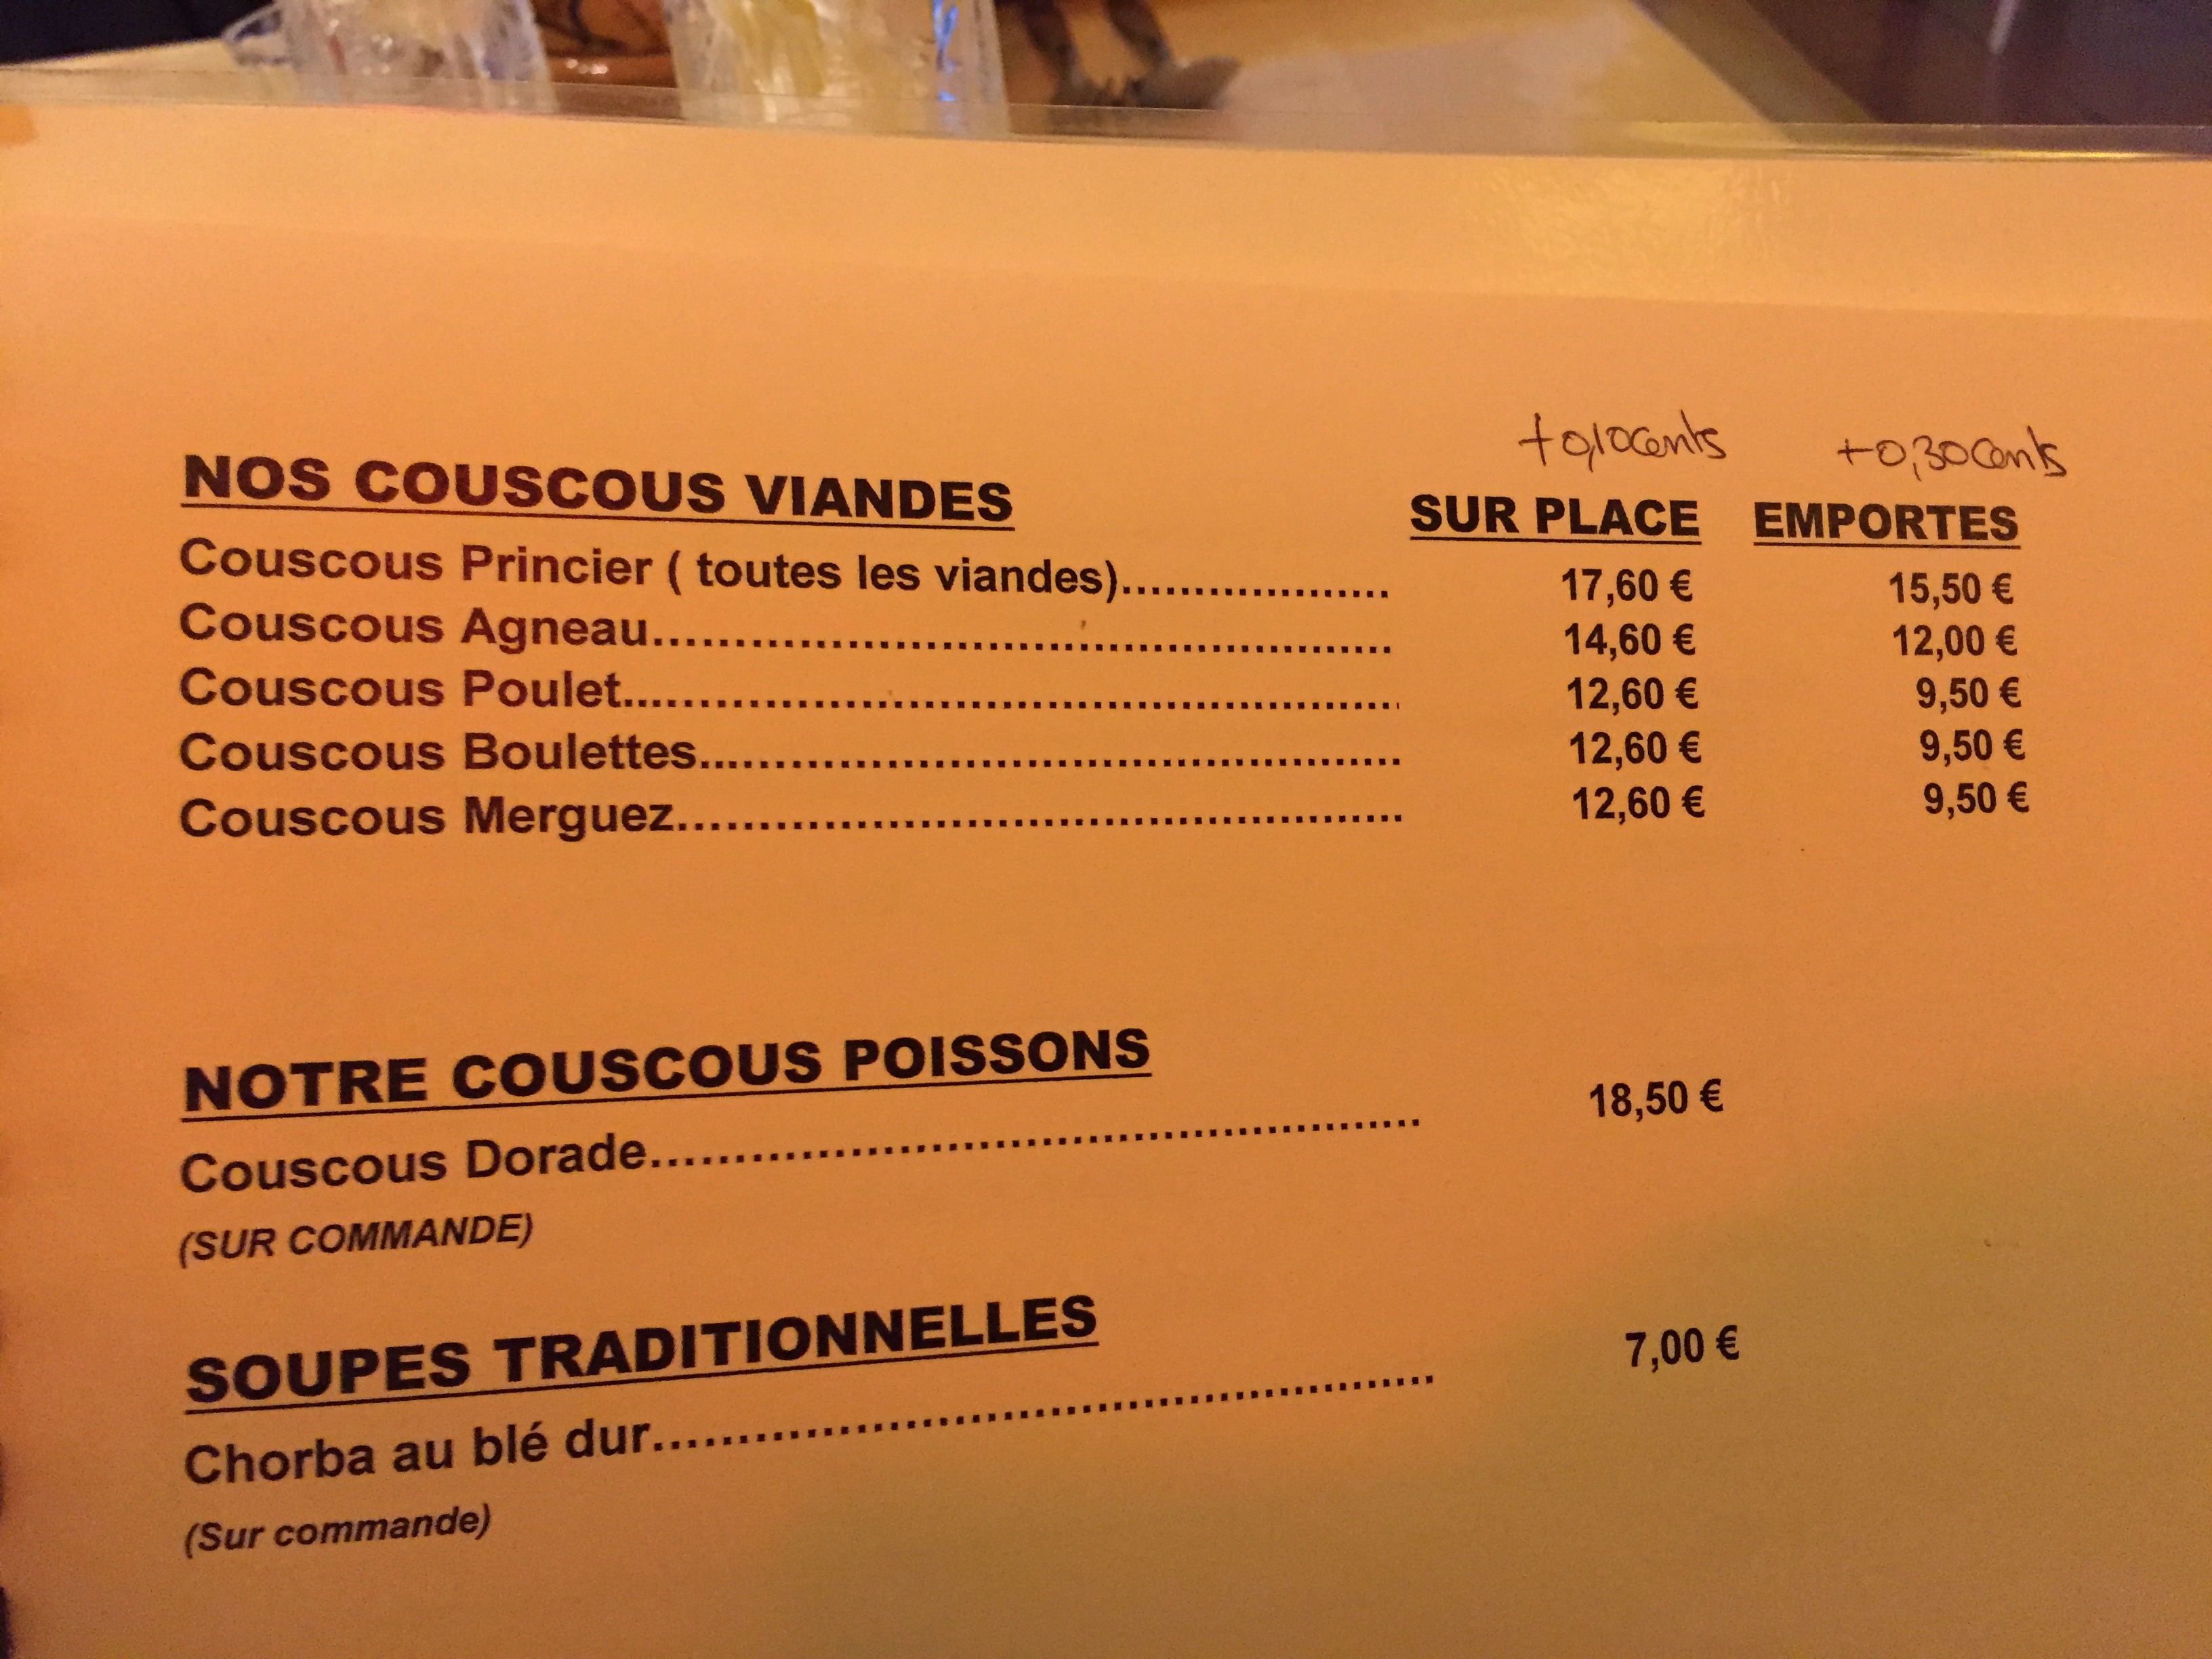 +0,10cents +0,30cents
NOS COUSCOUS VIANDES SUR PLACE EMPORTES
Couscous Princier ( toutes les viandes)................... 17,60 € 15,50 €
Couscous Agneau.................................................. 14,60 € 12,00 €
Couscous Poulet.................................................... 12,60 € 9,50 €
Couscous Boulettes............................................... 12,60 € 9,50 €
Couscous Merguez................................................. 12,60 € 9,50 €
NOTRE COUSCOUS POISSONS
Couscous Dorade.................................................. 18,50 €
(SUR COMMANDE)
SOUPES TRADITIONNELLES
Chorba au blé dur.................................................. 7,00 €
(Sur commande)